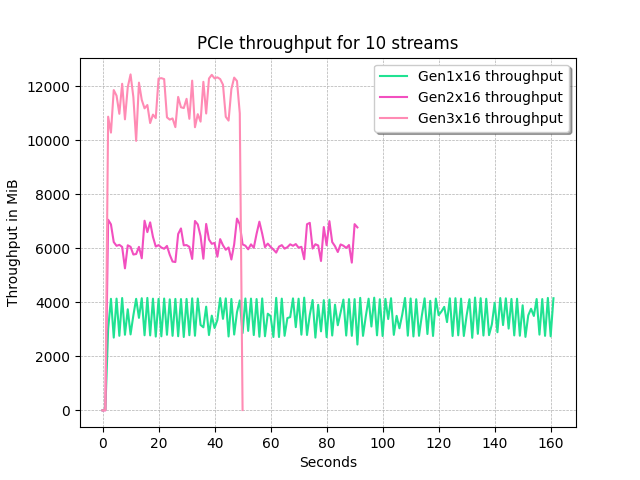 PCIe throughput for 10 streams
Gen1x16 throughput
Gen2x16 throughput
Gen3x16 throughput
Throughput in MiB
12000
10000
8000
6000
4000
2000
0
0 20 40 60 80 100 120 140 160
Seconds